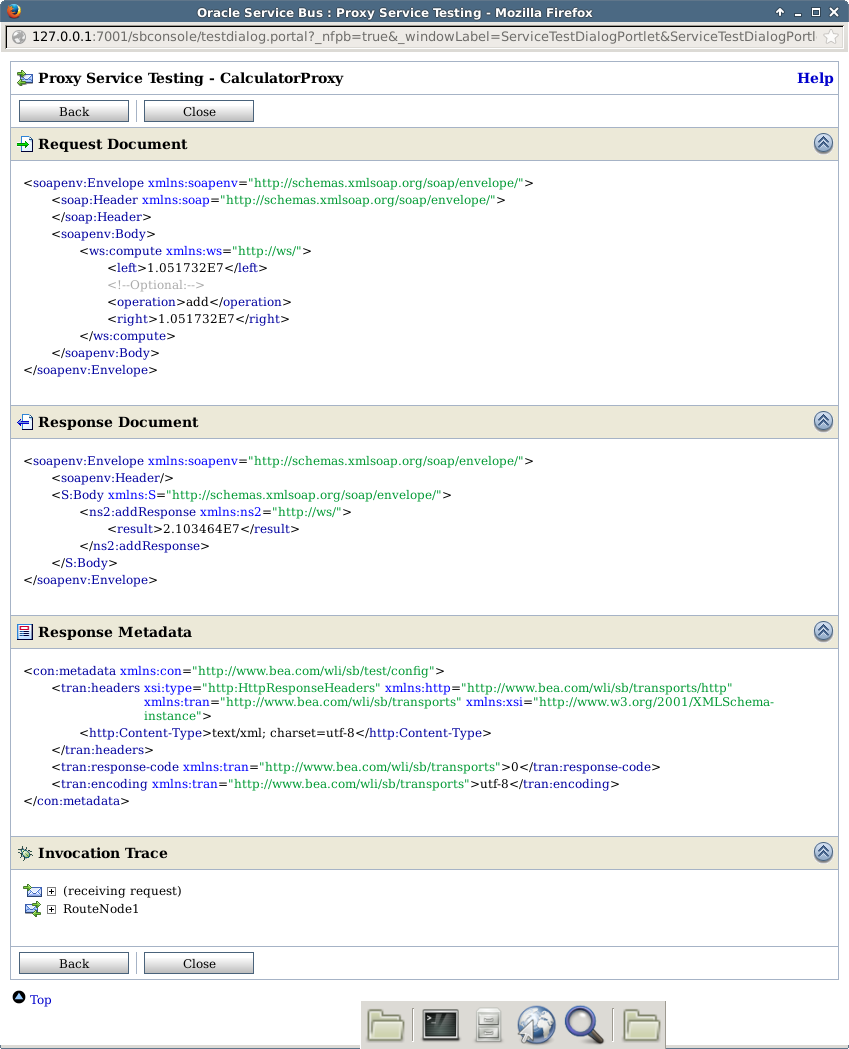 Oracle Service Bus : Proxy Service Testing - Mozilla Firefox
127.0.0.1:7001/sbconsole/testdialog.portal?_nfpb=true&_windowLabel=ServiceTestDialogPortlet&ServiceTestDialogPortl
Proxy Service Testing - CalculatorProxy Help
Back Close
Request Document
<soapenv:Envelope xmlns:soapenv="http://schemas.xmlsoap.org/soap/envelope/">
<soap:Header xmlns:soap="http://schemas.xmlsoap.org/soap/envelope/">
</soap:Header>
<soapenv:Body>
<ws:compute xmlns:ws="http://ws/">
<left>1.051732E7</left>
<!--Optional:-->
<operation>add</operation>
<right>1.051732E7</right>
</ws:compute>
</soapenv:Body>
</soapenv:Envelope>
Response Document
<soapenv:Envelope xmlns:soapenv="http://schemas.xmlsoap.org/soap/envelope/">
<soapenv:Header/>
<S:Body xmlns:S="http://schemas.xmlsoap.org/soap/envelope/">
<ns2:addResponse xmlns:ns2="http://ws/">
<result>2.103464E7</result>
</ns2:addResponse>
</S:Body>
</soapenv:Envelope>
Response Metadata
<con:metadata xmlns:con="http://www.bea.com/wli/sb/test/config">
<tran:headers xsi:type="http:HttpResponseHeaders" xmlns:http="http://www.bea.com/wli/sb/transports/http"
xmlns:tran="http://www.bea.com/wli/sb/transports" xmlns:xsi="http://www.w3.org/2001/XMLSchema-
instance">
<http:Content-Type>text/xml; charset=utf-8</http:Content-Type>
</tran:headers>
<tran:response-code xmlns:tran="http://www.bea.com/wli/sb/transports">0</tran:response-code>
<tran:encoding xmlns:tran="http://www.bea.com/wli/sb/transports">utf-8</tran:encoding>
</con:metadata>
Invocation Trace
(receiving request)
RouteNode1
Back Close
Top